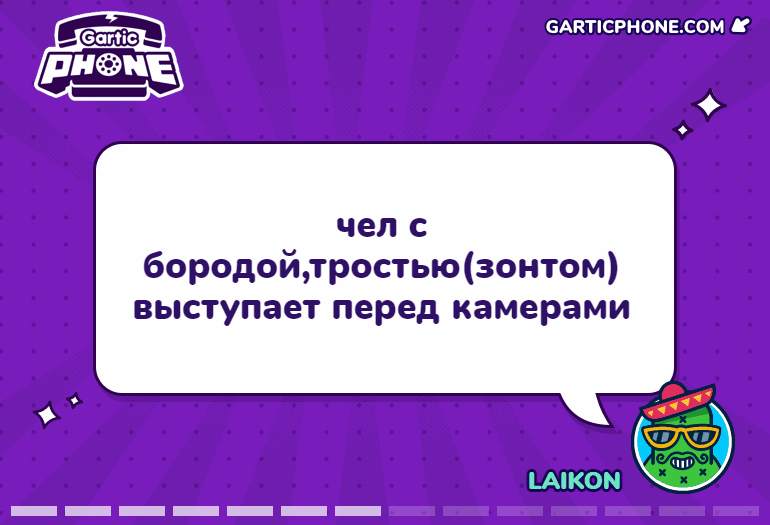 Gartic
PHONE
GARTICPHONE.COM
чел с
бородой,тростью(зонтом)
выступает перед камерами
LAIKON